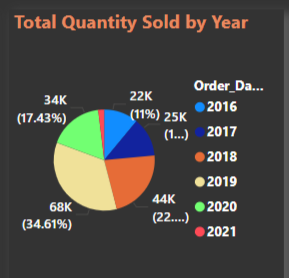 Total Quantity Sold by Year
Order_Da...
22K
(11%)
25K
(1...)
44K
(22....)
68K
(34.61%)
34K
(17.43%)
2016
2017
2018
2019
2020
2021